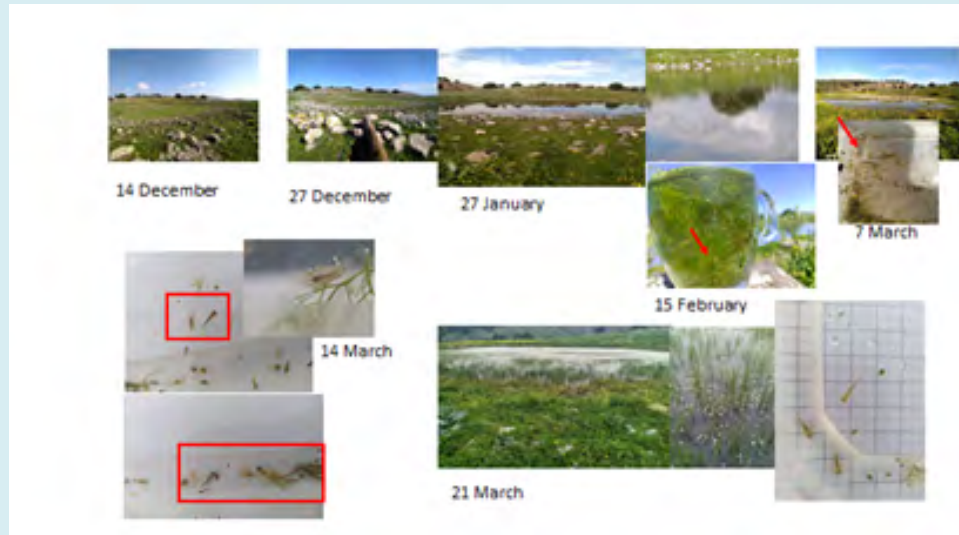 14 December
27 December
27 January
7 March
15 February
14 March
21 March